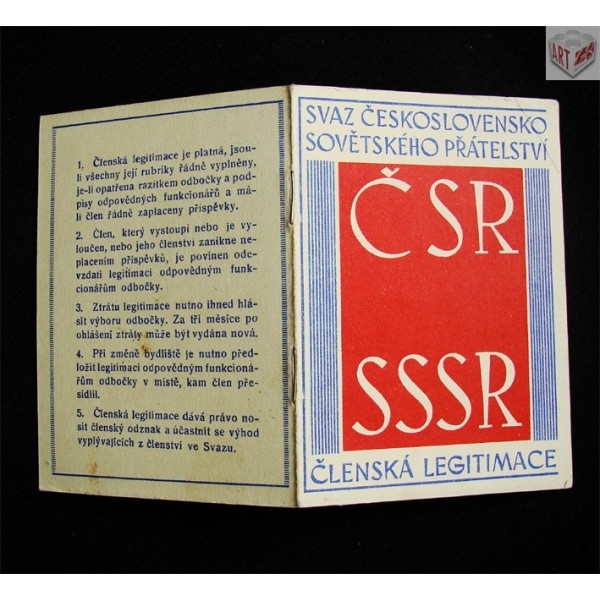 1. Členská legitimace je platná, jsou-
li všechny její rubriky řádně vyplněny,
je-li opatřena razítkem odbočky a pod-
pisy odpovědných funkcionářů a má-
li člen řádně zaplaceny příspěvky.
2. Člen, který vystoupí nebo je vy-
loučen, nebo jeho členství zanikne ne-
placením příspěvků, je povinen ode-
vzdati legitimaci odpovědným funk-
cionářům odbočky.
3. Ztrátu legitimace nutno ihned hlá-
sit výboru odbočky. Za tři měsíce po
ohlášení ztráty může být vydána nová.
4. Při změně bydliště je nutno před-
ložit legitimaci odpovědným funkcioná-
řům odbočky v místě, kam člen pře-
sídlil.
5. Členská legitimace dává právo no-
sit členský odznak a účastnit se výhod
vyplývajících z členství ve Svazu.
SVAZ ČESKOSLOVENSKO
SOVĚTSKÉHO PŘÁTELSTVÍ
ČSR
SSSR
ČLENSKÁ LEGITIMACE
ART